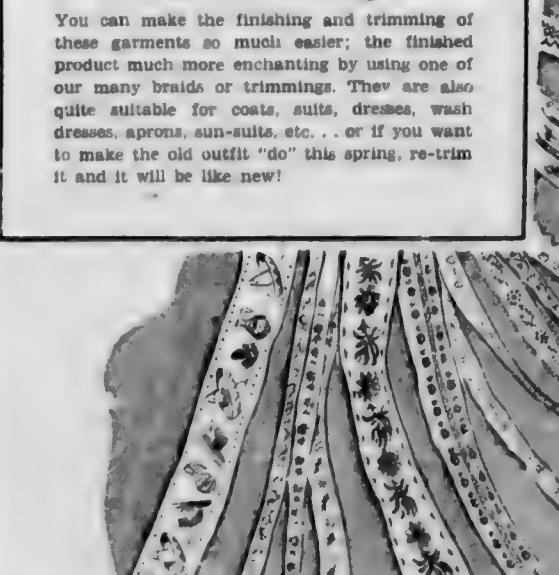 You can make the finishing and trimming of
these garments so much easier; the finished
product much more enchanting by using one of
our many braids or trimmings. They are also
quite suitable for coats, suits, dresses, wash
dresses, aprons, sun-suits, etc. . . or if you want
to make the old outfit "do" this spring, re-trim
it and it will be like new!